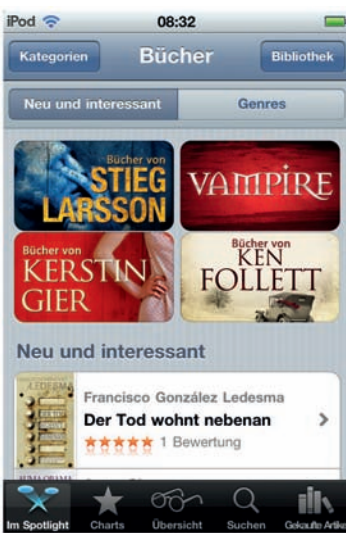 iPod 08:32
Kategorien Bücher Bibliothek
Neu und interessant Genres
Bücher von
STIEG
LARSSON
VAMPIRE
Bücher von
KERSTIN
GIER
Bücher von
KEN
FOLLETT
Neu und interessant
LEDESMA
Francisco González Ledesma
Der Tod wohnt nebenan
1 Bewertung
Im Spotlight Charts Übersicht Suchen Gekaufte Artike